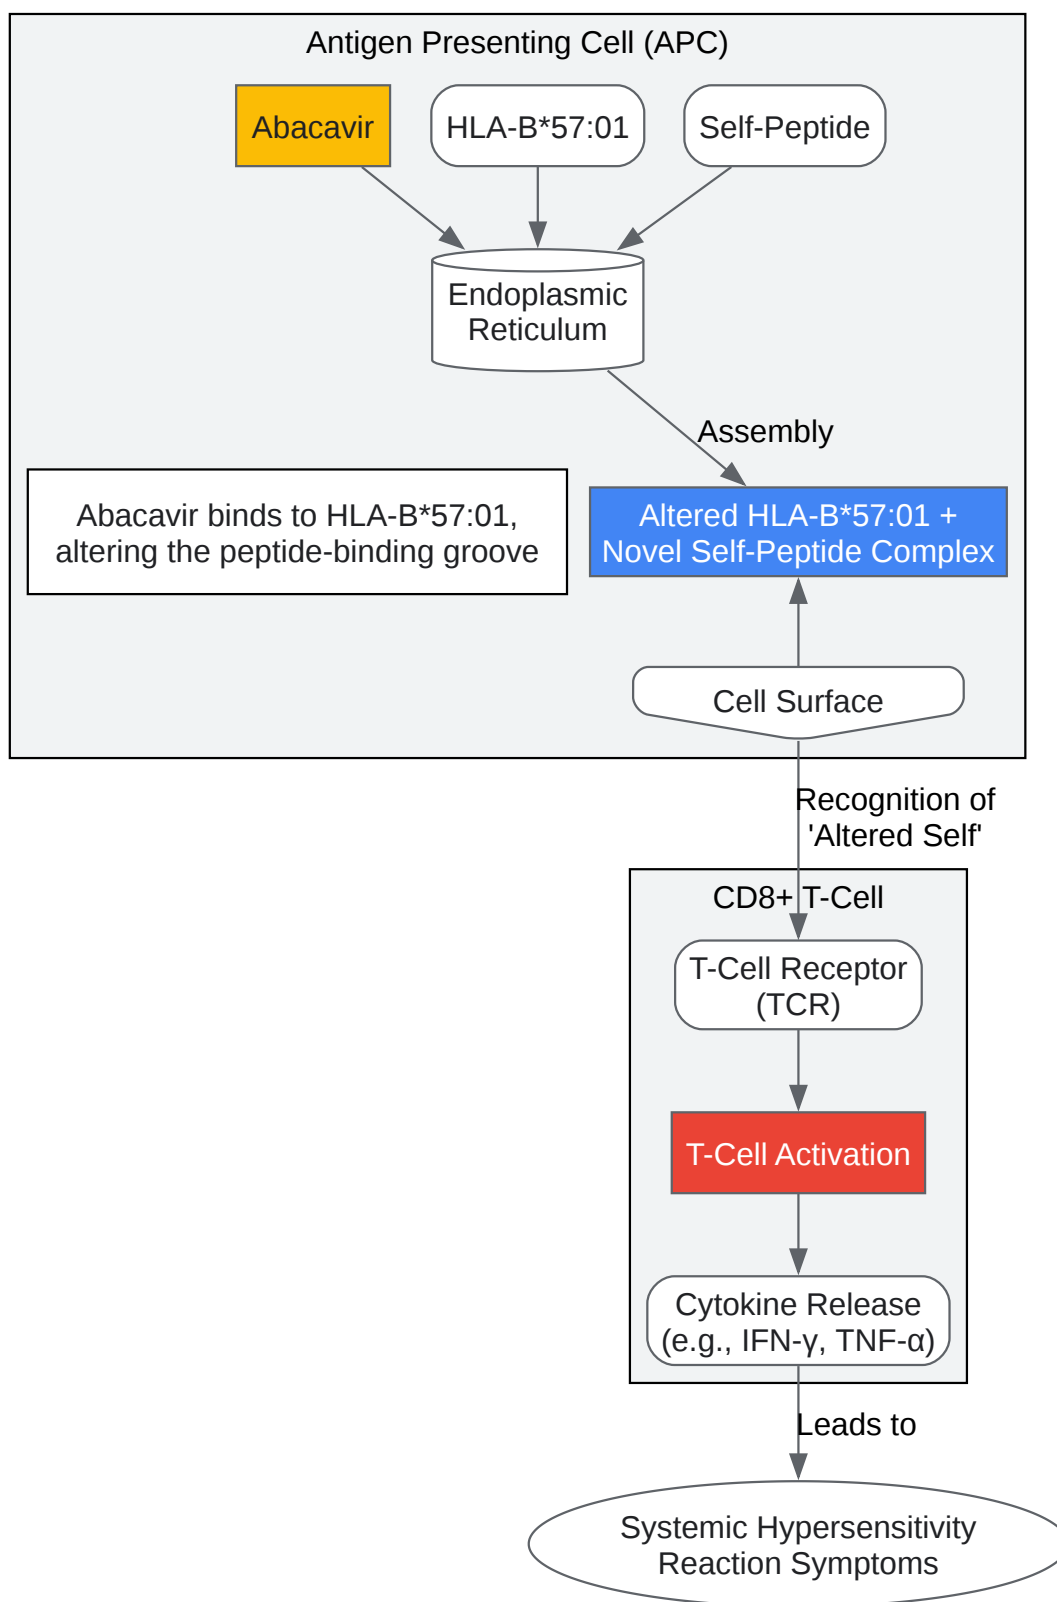 Antigen Presenting Cell (APC)
Abacavir
HLA-B*57:01
Self-Peptide
Endoplasmic
Reticulum
Assembly
Abacavir binds to HLA-B*57:01,
altering the peptide-binding groove
Altered HLA-B*57:01 +
Novel Self-Peptide Complex
Cell Surface
Recognition of
'Altered Self'
CD8+ T-Cell
T-Cell Receptor
(TCR)
T-Cell Activation
Cytokine Release
(e.g., IFN-γ, TNF-α)
Leads to
Systemic Hypersensitivity
Reaction Symptoms